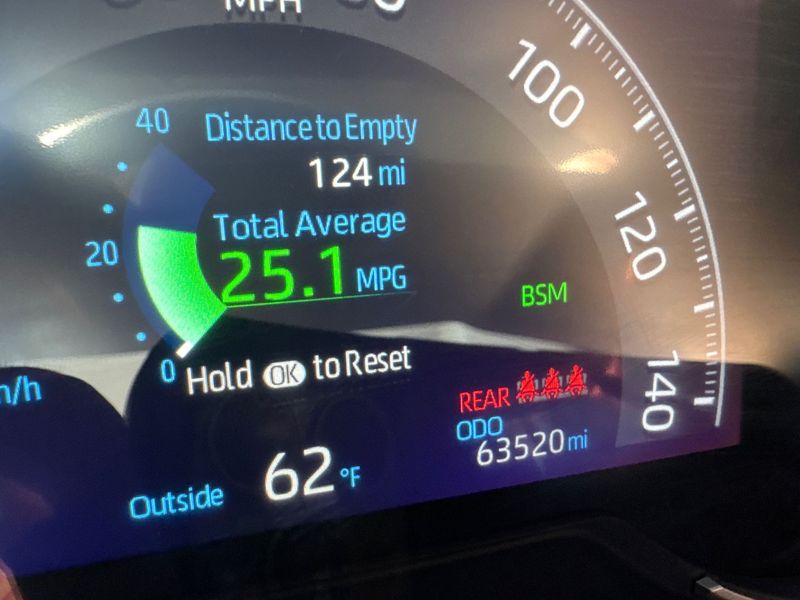 MPH
100
120
140
40
Distance to Empty
124 mi
Total Average
20
25.1 MPG
BSM
0
Hold OK to Reset
REAR
ODO
63520 mi
Outside 62 °F